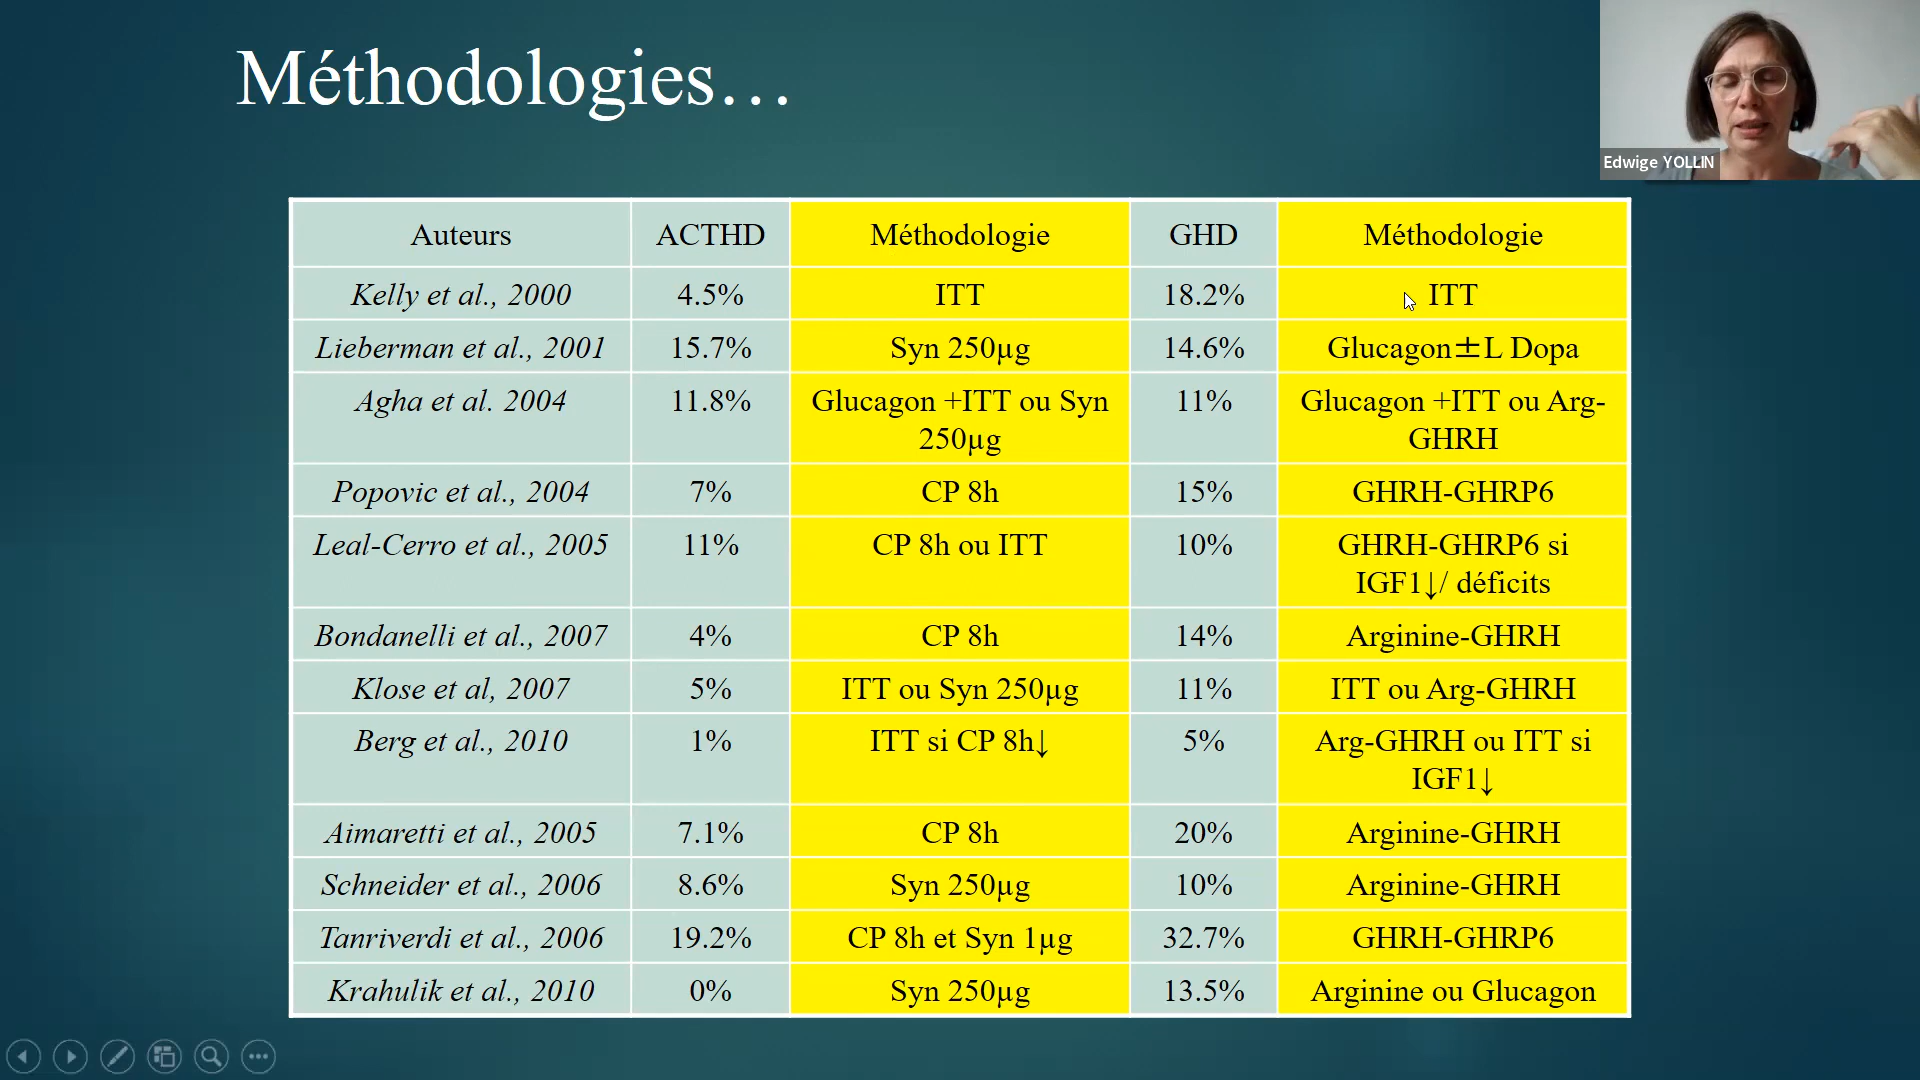 Méthodologies…
Edwige YOLLIN
Auteurs ACTHD Méthodologie GHD Méthodologie
Kelly et al., 2000 4.5% ITT 18.2% ITT
Lieberman et al., 2001 15.7% Syn 250µg 14.6% Glucagon±L Dopa
Agha et al. 2004 11.8% Glucagon +ITT ou Syn 11% Glucagon +ITT ou Arg-
250µg GHRH
Popovic et al., 2004 7% CP 8h 15% GHRH-GHRP6
Leal-Cerro et al., 2005 11% CP 8h ou ITT 10% GHRH-GHRP6 si
IGF1↓/ déficits
Bondanelli et al., 2007 4% CP 8h 14% Arginine-GHRH
Klose et al, 2007 5% ITT ou Syn 250µg 11% ITT ou Arg-GHRH
Berg et al., 2010 1% ITT si CP 8h↓ 5% Arg-GHRH ou ITT si
IGF1↓
Aimaretti et al., 2005 7.1% CP 8h 20% Arginine-GHRH
Schneider et al., 2006 8.6% Syn 250µg 10% Arginine-GHRH
Tanriverdi et al., 2006 19.2% CP 8h et Syn 1µg 32.7% GHRH-GHRP6
Krahulik et al., 2010 0% Syn 250µg 13.5% Arginine ou Glucagon